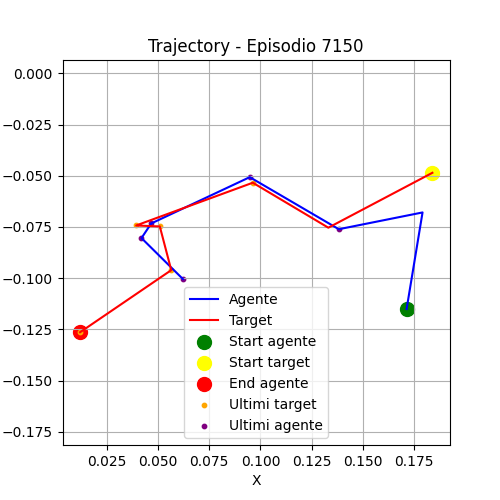 Trajectory - Episodio 7150
0.000
−0.025
−0.050
−0.075
−0.100
−0.125
−0.150
−0.175
Agente
Target
Start agente
Start target
End agente
Ultimi target
Ultimi agente
0.025 0.050 0.075 0.100 0.125 0.150 0.175
X